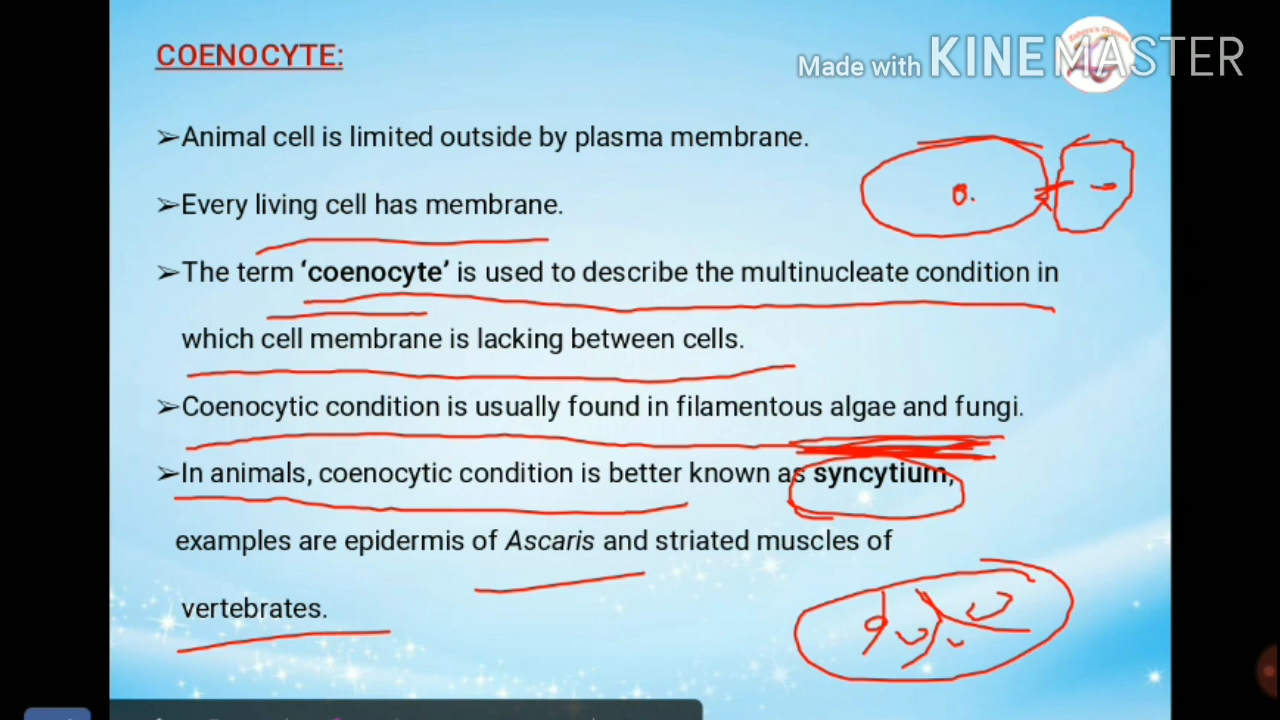 COENOCYTE:
Made with KINEMASTER
➢Animal cell is limited outside by plasma membrane.
➢Every living cell has membrane.
➢The term ‘coenocyte’ is used to describe the multinucleate condition in
which cell membrane is lacking between cells.
➢Coenocytic condition is usually found in filamentous algae and fungi.
➢In animals, coenocytic condition is better known as syncytium,
examples are epidermis of Ascaris and striated muscles of
vertebrates.